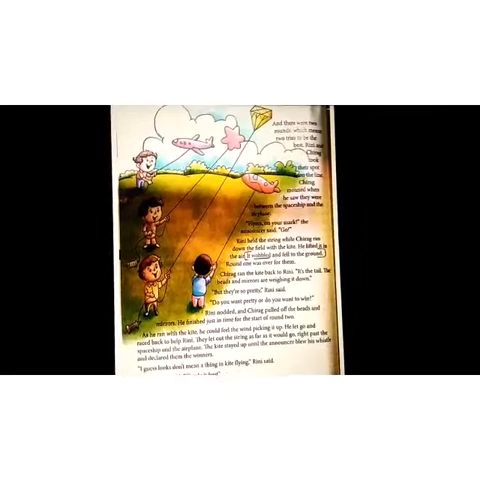 And there were two
rounds which meant
two tries to be the
best. Rini and
Chirag
took
their spot
on the line.
Chirag
moaned when
he saw they were
between the spaceship and the
airplane.
on your mark!" the
announcer said. "Go!"
Rini held the string while Chirag ran
down the field with the kite. He lifted it in
the air. It wobbled and fell to the ground.
Round one was over for them.
Chirag ran the kite back to Rini. "It's the tail. The
beads and mirrors are weighing it down."
"But they're so pretty," Rini said.
"Do you want pretty or do you want to win?"
Rini nodded, and Chirag pulled off the beads and
mirrors. He finished just in time for the start of round two.
As he ran with the kite, he could feel the wind picking it up. He let go and
raced back to help Rini. They let out the string as far as it would go, right past the
spaceship and the airplane. The kite stayed up until the announcer blew his whistle
and declared them the winners.
"I guess looks don't mean a thing in kite flying," Rini said.